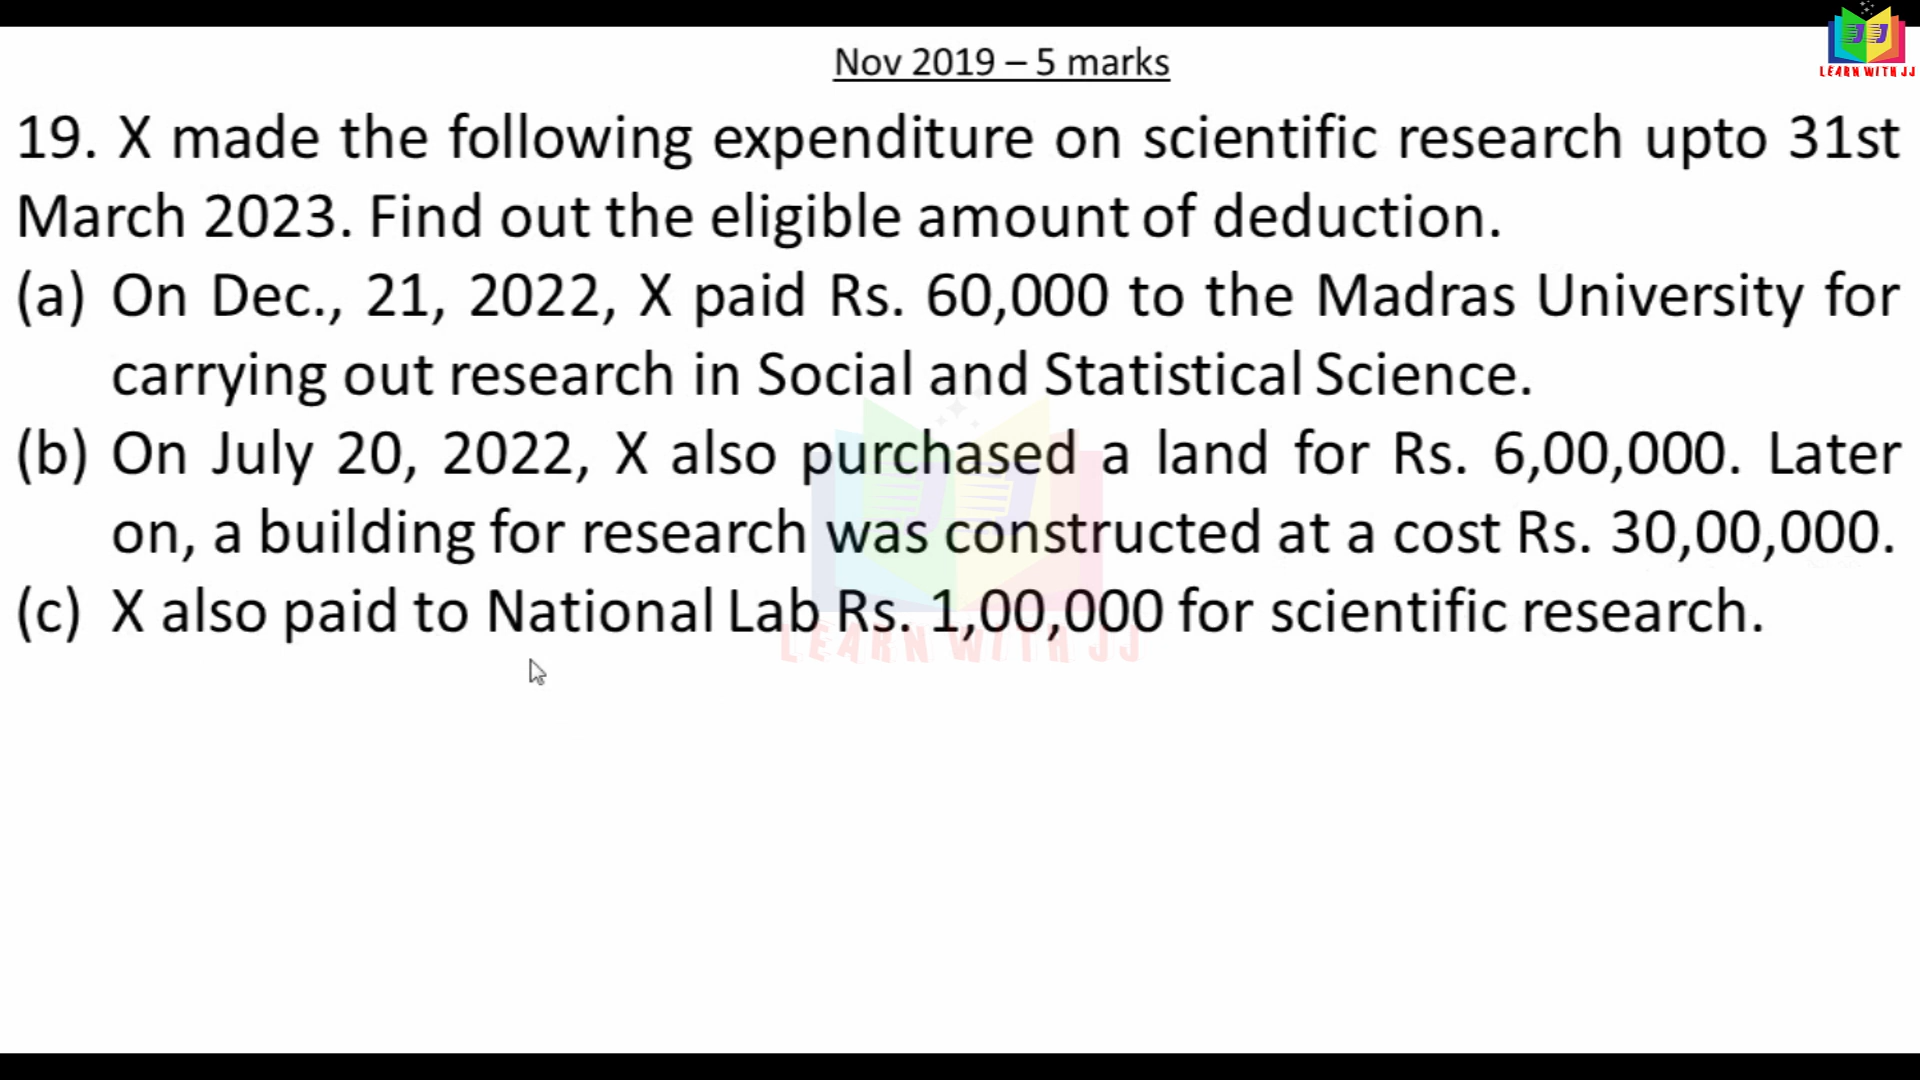 Nov 2019 – 5 marks
LEARN WITH JJ
19. X made the following expenditure on scientific research upto 31st
March 2023. Find out the eligible amount of deduction.
(a) On Dec., 21, 2022, X paid Rs. 60,000 to the Madras University for
carrying out research in Social and Statistical Science.
(b) On July 20, 2022, X also purchased a land for Rs. 6,00,000. Later
on, a building for research was constructed at a cost Rs. 30,00,000.
(c) X also paid to National Lab Rs. 1,00,000 for scientific research.
LEARN WITH JJ